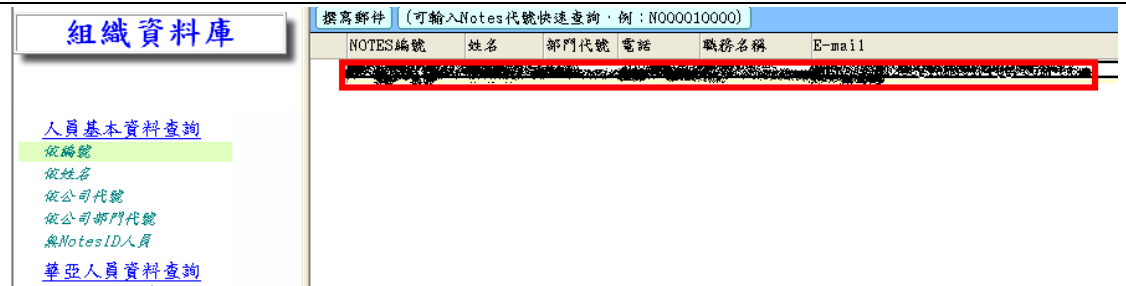 組織資料庫
人員基本資料查詢
依編號
依姓名
依公司代號
依公司部門代號
無NotesID人員
華亞人員資料查詢
撰寫郵件 (可輸入Notes代號快速查詢,例:N000010000)
NOTES編號 姓名 部門代號 電話 職務名稱 E-mail